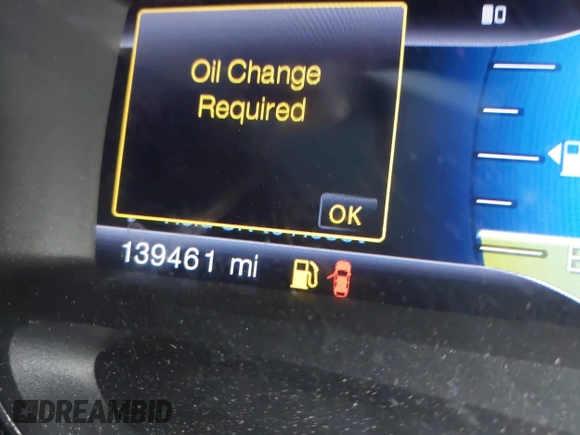 Oil Change
Required
OK
139461 mi
E
DREAMBID